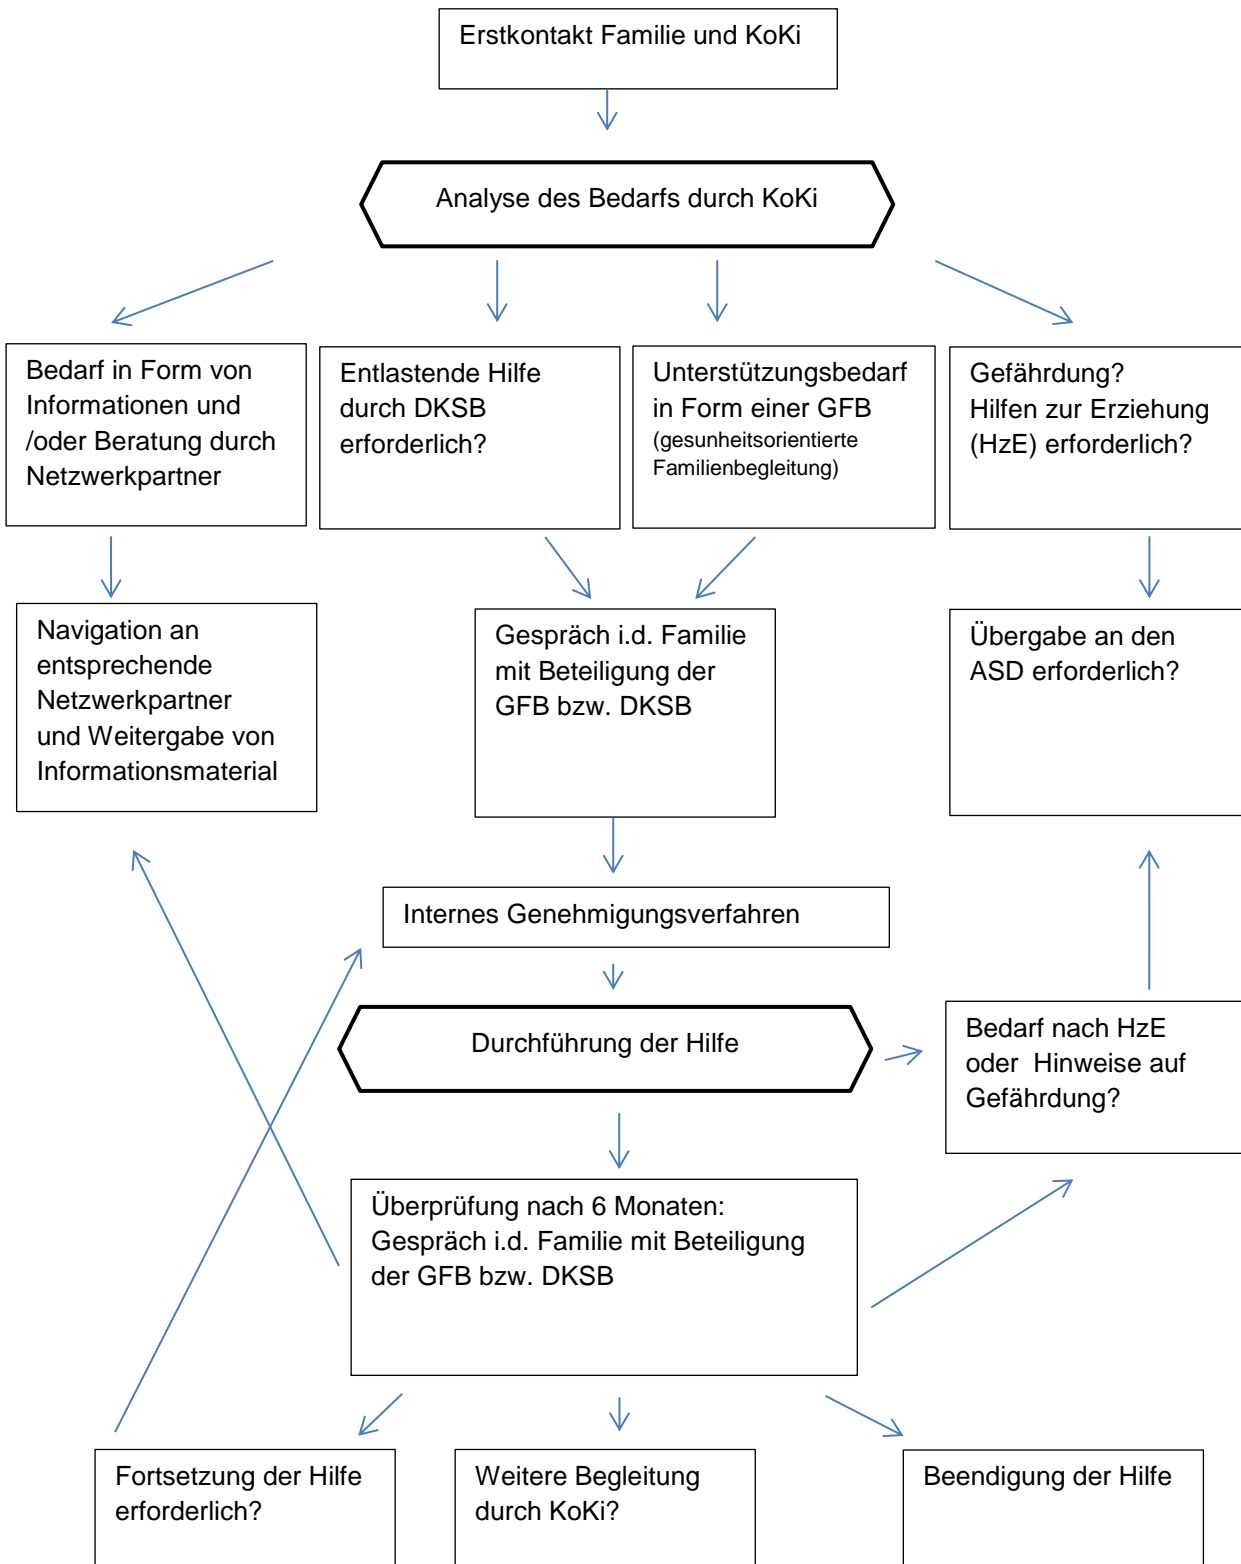 Erstkontakt Familie und KoKi
Analyse des Bedarfs durch KoKi
Bedarf in Form von
Informationen und
/oder Beratung durch
Netzwerkpartner
Entlastende Hilfe
durch DKSB
erforderlich?
Unterstützungsbedarf
in Form einer GFB
(gesunheitsorientierte
Familienbegleitung)
Gefährdung?
Hilfen zur Erziehung
(HzE) erforderlich?
Navigation an
entsprechende
Netzwerkpartner
und Weitergabe von
Informationsmaterial
Gespräch i.d. Familie
mit Beteiligung der
GFB bzw. DKSB
Übergabe an den
ASD erforderlich?
Internes Genehmigungsverfahren
Durchführung der Hilfe
Bedarf nach HzE
oder  Hinweise auf
Gefährdung?
Überprüfung nach 6 Monaten:
Gespräch i.d. Familie mit Beteiligung
der GFB bzw. DKSB
Fortsetzung der Hilfe
erforderlich?
Weitere Begleitung
durch KoKi?
Beendigung der Hilfe